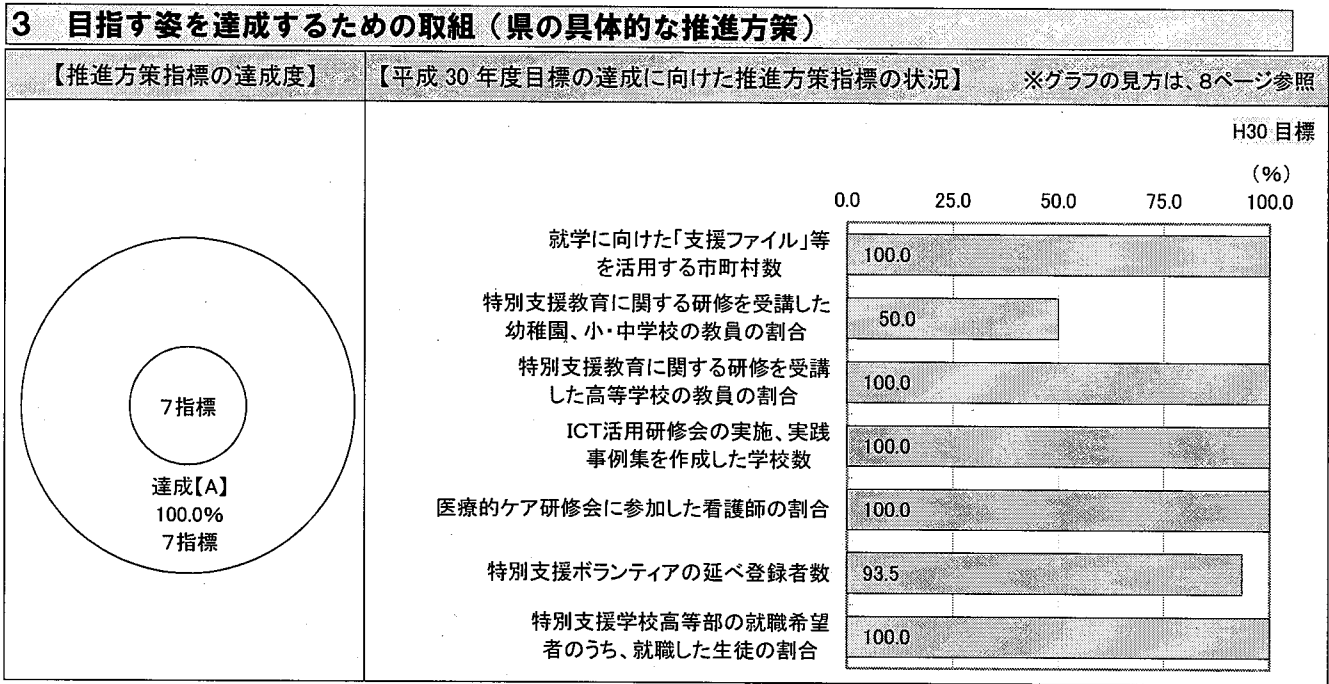 3 目指す姿を達成するための取組（県の具体的な推進方策）
【推進方策指標の達成度】
【平成 30 年度目標の達成に向けた推進方策指標の状況】 ※グラフの見方は、8ページ参照
7指標
達成【A】
100.0%
7指標
H30 目標
(%)
0.0 25.0 50.0 75.0 100.0
就学に向けた「支援ファイル」等
を活用する市町村数
100.0
特別支援教育に関する研修を受講した
幼稚園、小・中学校の教員の割合
50.0
特別支援教育に関する研修を受講
した高等学校の教員の割合
100.0
ICT活用研修会の実施、実践
事例集を作成した学校数
100.0
医療的ケア研修会に参加した看護師の割合
100.0
特別支援ボランティアの延べ登録者数
93.5
特別支援学校高等部の就職希望
者のうち、就職した生徒の割合
100.0